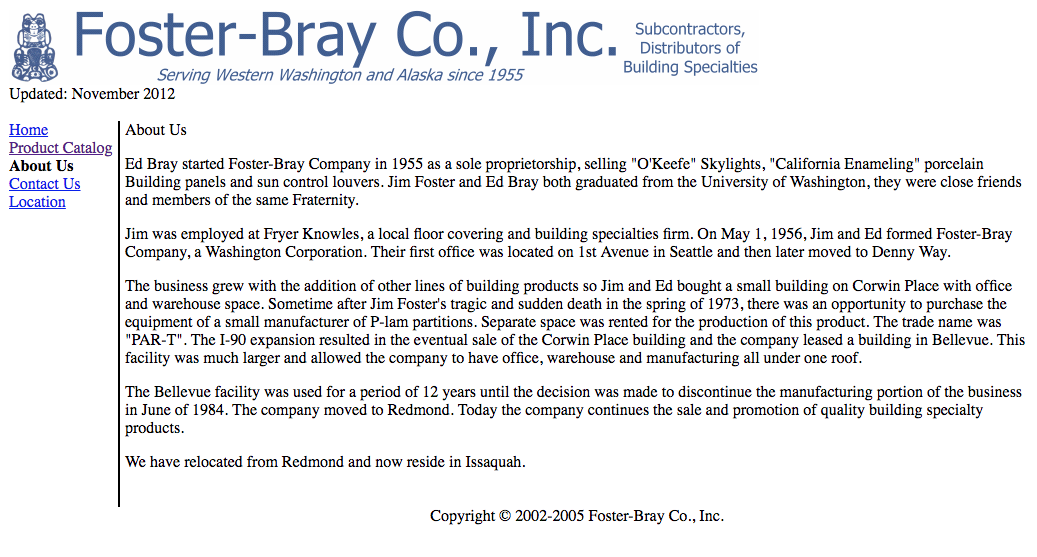 Foster-Bray Co., Inc.
Serving Western Washington and Alaska since 1955
Subcontractors,
Distributors of
Building Specialties
Updated: November 2012
Home
Product Catalog
About Us
Contact Us
Location
About Us
Ed Bray started Foster-Bray Company in 1955 as a sole proprietorship, selling "O'Keefe" Skylights, "California Enameling" porcelain
Building panels and sun control louvers. Jim Foster and Ed Bray both graduated from the University of Washington, they were close friends
and members of the same Fraternity.
Jim was employed at Fryer Knowles, a local floor covering and building specialties firm. On May 1, 1956, Jim and Ed formed Foster-Bray
Company, a Washington Corporation. Their first office was located on 1st Avenue in Seattle and then later moved to Denny Way.
The business grew with the addition of other lines of building products so Jim and Ed bought a small building on Corwin Place with office
and warehouse space. Sometime after Jim Foster's tragic and sudden death in the spring of 1973, there was an opportunity to purchase the
equipment of a small manufacturer of P-lam partitions. Separate space was rented for the production of this product. The trade name was
"PAR-T". The I-90 expansion resulted in the eventual sale of the Corwin Place building and the company leased a building in Bellevue. This
facility was much larger and allowed the company to have office, warehouse and manufacturing all under one roof.
The Bellevue facility was used for a period of 12 years until the decision was made to discontinue the manufacturing portion of the business
in June of 1984. The company moved to Redmond. Today the company continues the sale and promotion of quality building specialty
products.
We have relocated from Redmond and now reside in Issaquah.
Copyright © 2002-2005 Foster-Bray Co., Inc.